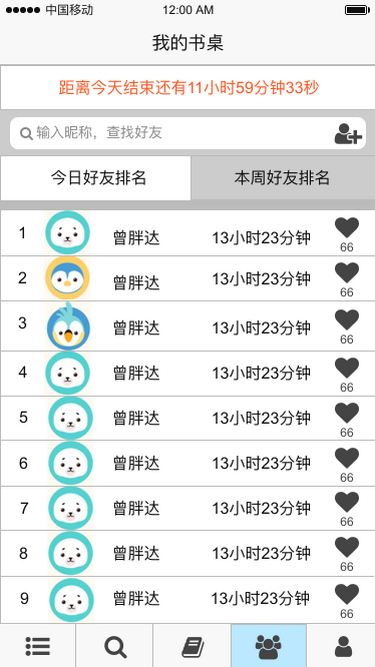 中国移动 12:00 AM
我的书桌
距离今天结束还有11小时59分钟33秒
输入昵称，查找好友
今日好友排名 本周好友排名
1 曾胖达 13小时23分钟 66
2 曾胖达 13小时23分钟 66
3 曾胖达 13小时23分钟 66
4 曾胖达 13小时23分钟 66
5 曾胖达 13小时23分钟 66
6 曾胖达 13小时23分钟 66
7 曾胖达 13小时23分钟 66
8 曾胖达 13小时23分钟 66
9 曾胖达 13小时23分钟 66